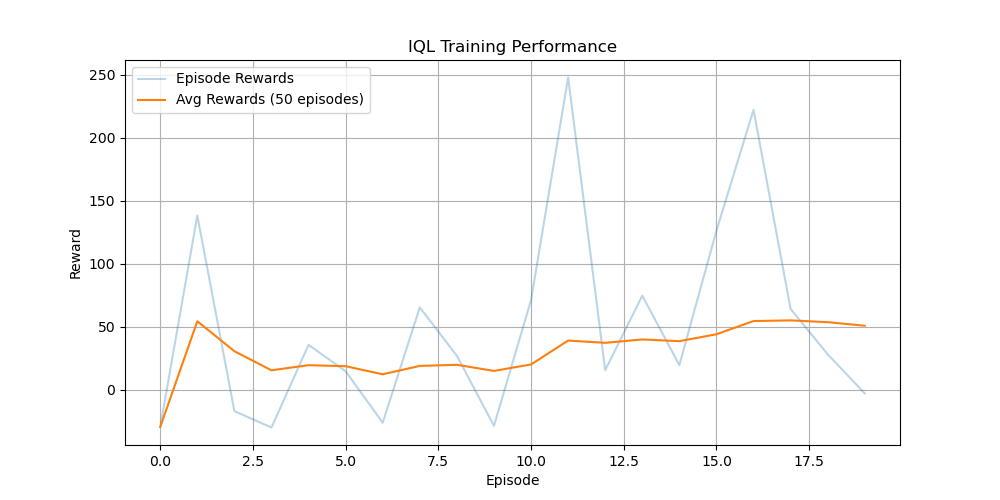 IQL Training Performance
Episode Rewards
Avg Rewards (50 episodes)
250
200
150
100
50
0
Reward
0.0 2.5 5.0 7.5 10.0 12.5 15.0 17.5
Episode